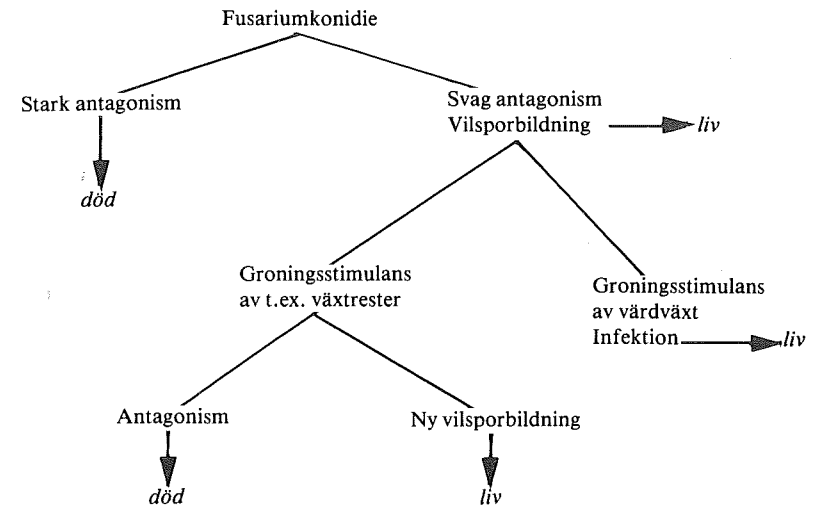 Fusariumkonidie
Stark antagonism
död
Svag antagonism
Vilsporbildning
liv
Groningsstimulans
av t.ex. växtrester
Groningsstimulans
av värdväxt
Infektion
liv
Antagonism
död
Ny vilsporbildning
liv